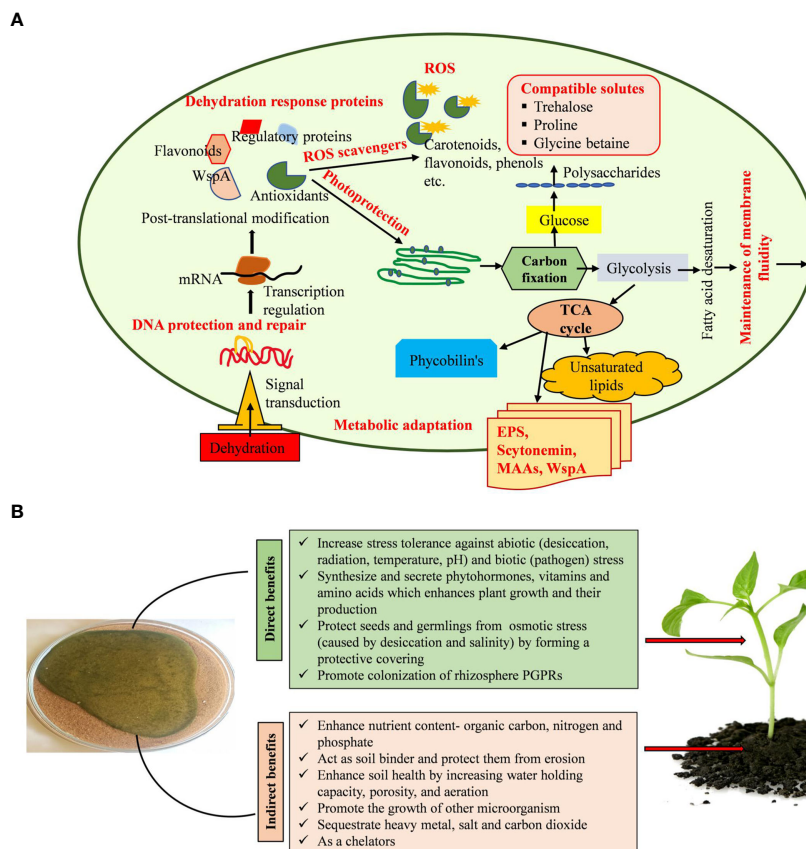 A
ROS
Dehydration response proteins
Regulatory proteins
Flavonoids
WspA
Antioxidants
ROS scavengers
Carotenoids,
flavonoids, phenols
etc.
Compatible solutes
▪ Trehalose
▪ Proline
▪ Glycine betaine
Polysaccharides
Photoprotection
Post-translational modification
Glucose
mRNA
Transcription
regulation
Carbon
fixation
Glycolysis
Fatty acid desaturation
Maintenance of membrane
fluidity
DNA protection and repair
TCA
cycle
Phycobilin's
Unsaturated
lipids
Signal
transduction
Dehydration
Metabolic adaptation
EPS,
Scytonemin,
MAAs, WspA
B
Direct benefits
✓ Increase stress tolerance against abiotic (desiccation,
radiation, temperature, pH) and biotic (pathogen) stress
✓ Synthesize and secrete phytohormones, vitamins and
amino acids which enhances plant growth and their
production
✓ Protect seeds and germlings from osmotic stress
(caused by desiccation and salinity) by forming a
protective covering
✓ Promote colonization of rhizosphere PGPRs
Indirect benefits
✓ Enhance nutrient content- organic carbon, nitrogen and
phosphate
✓ Act as soil binder and protect them from erosion
✓ Enhance soil health by increasing water holding
capacity, porosity, and aeration
✓ Promote the growth of other microorganism
✓ Sequestrate heavy metal, salt and carbon dioxide
✓ As a chelators